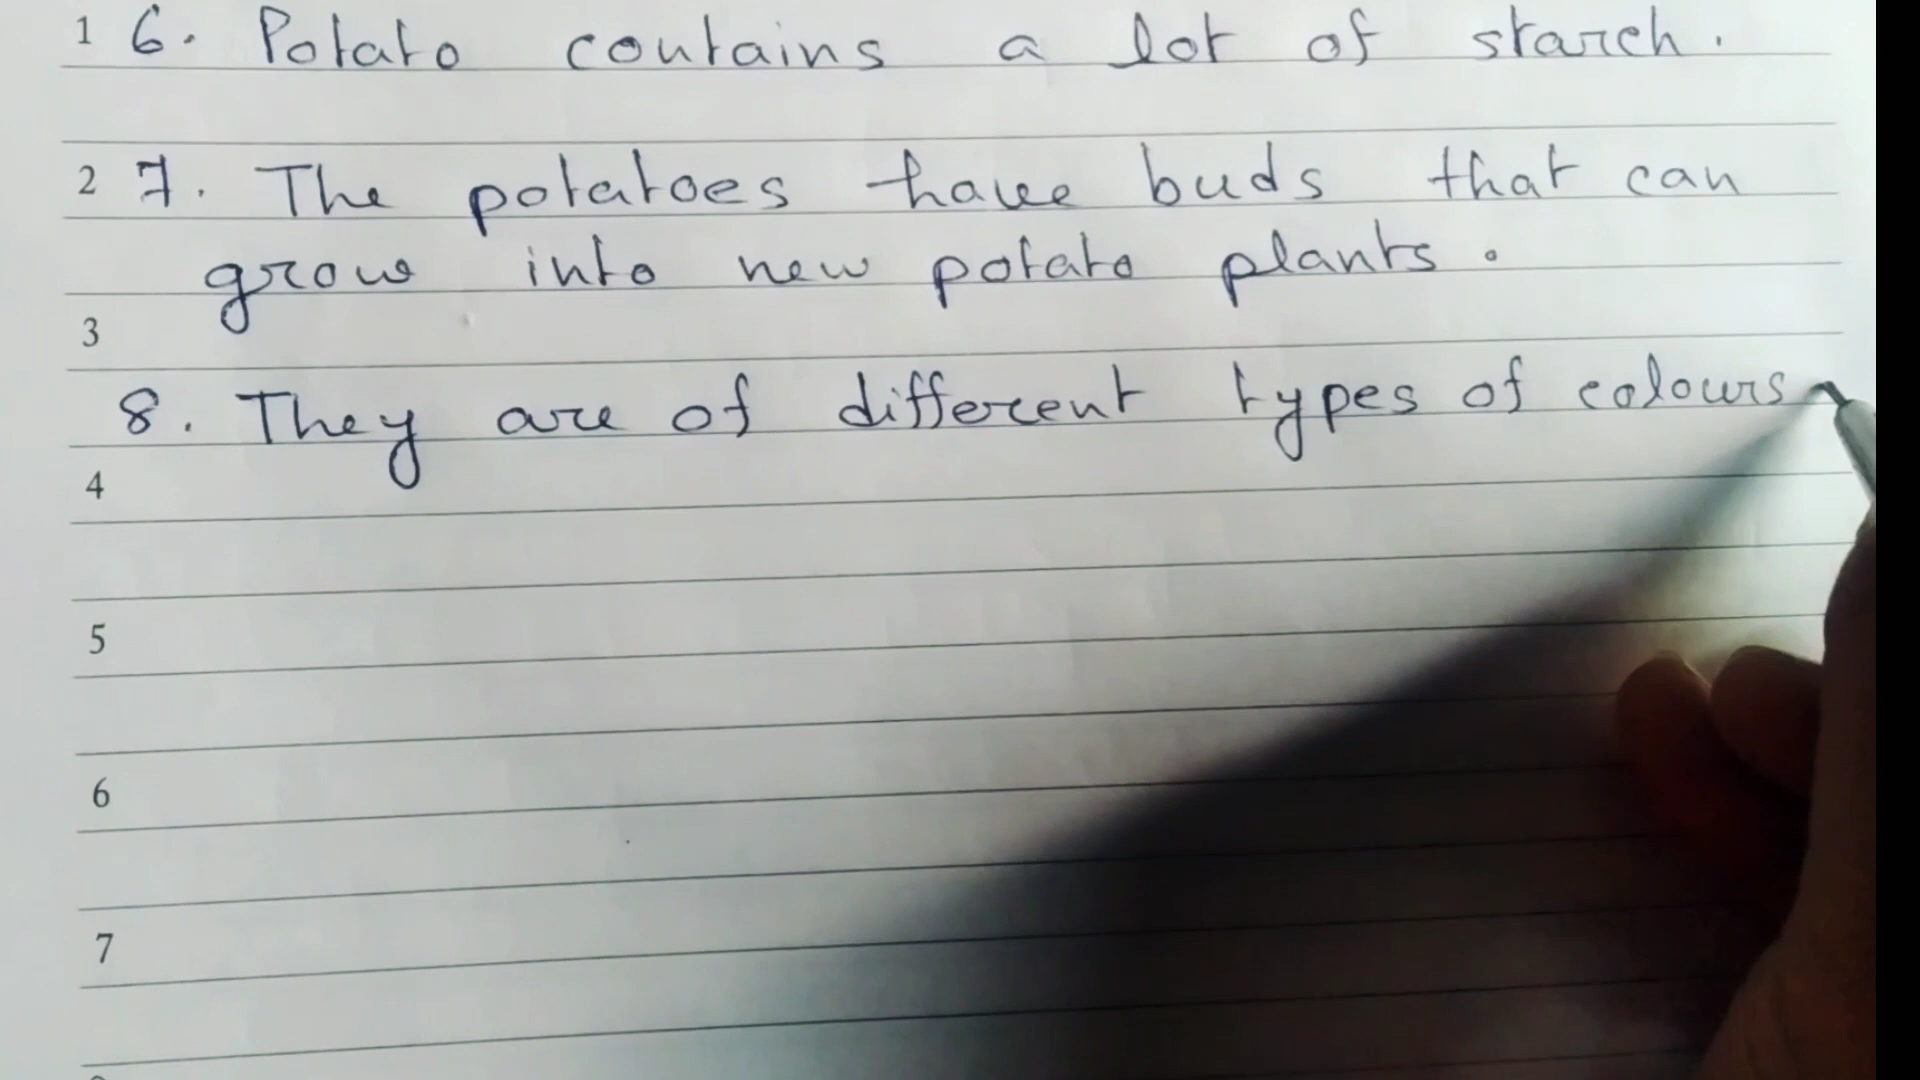 1 6. Potato contains a lot of starch.
2 7. The potatoes have buds that can
grow into new potato plants.
3
8. They are of different types of colours
4
5
6
7